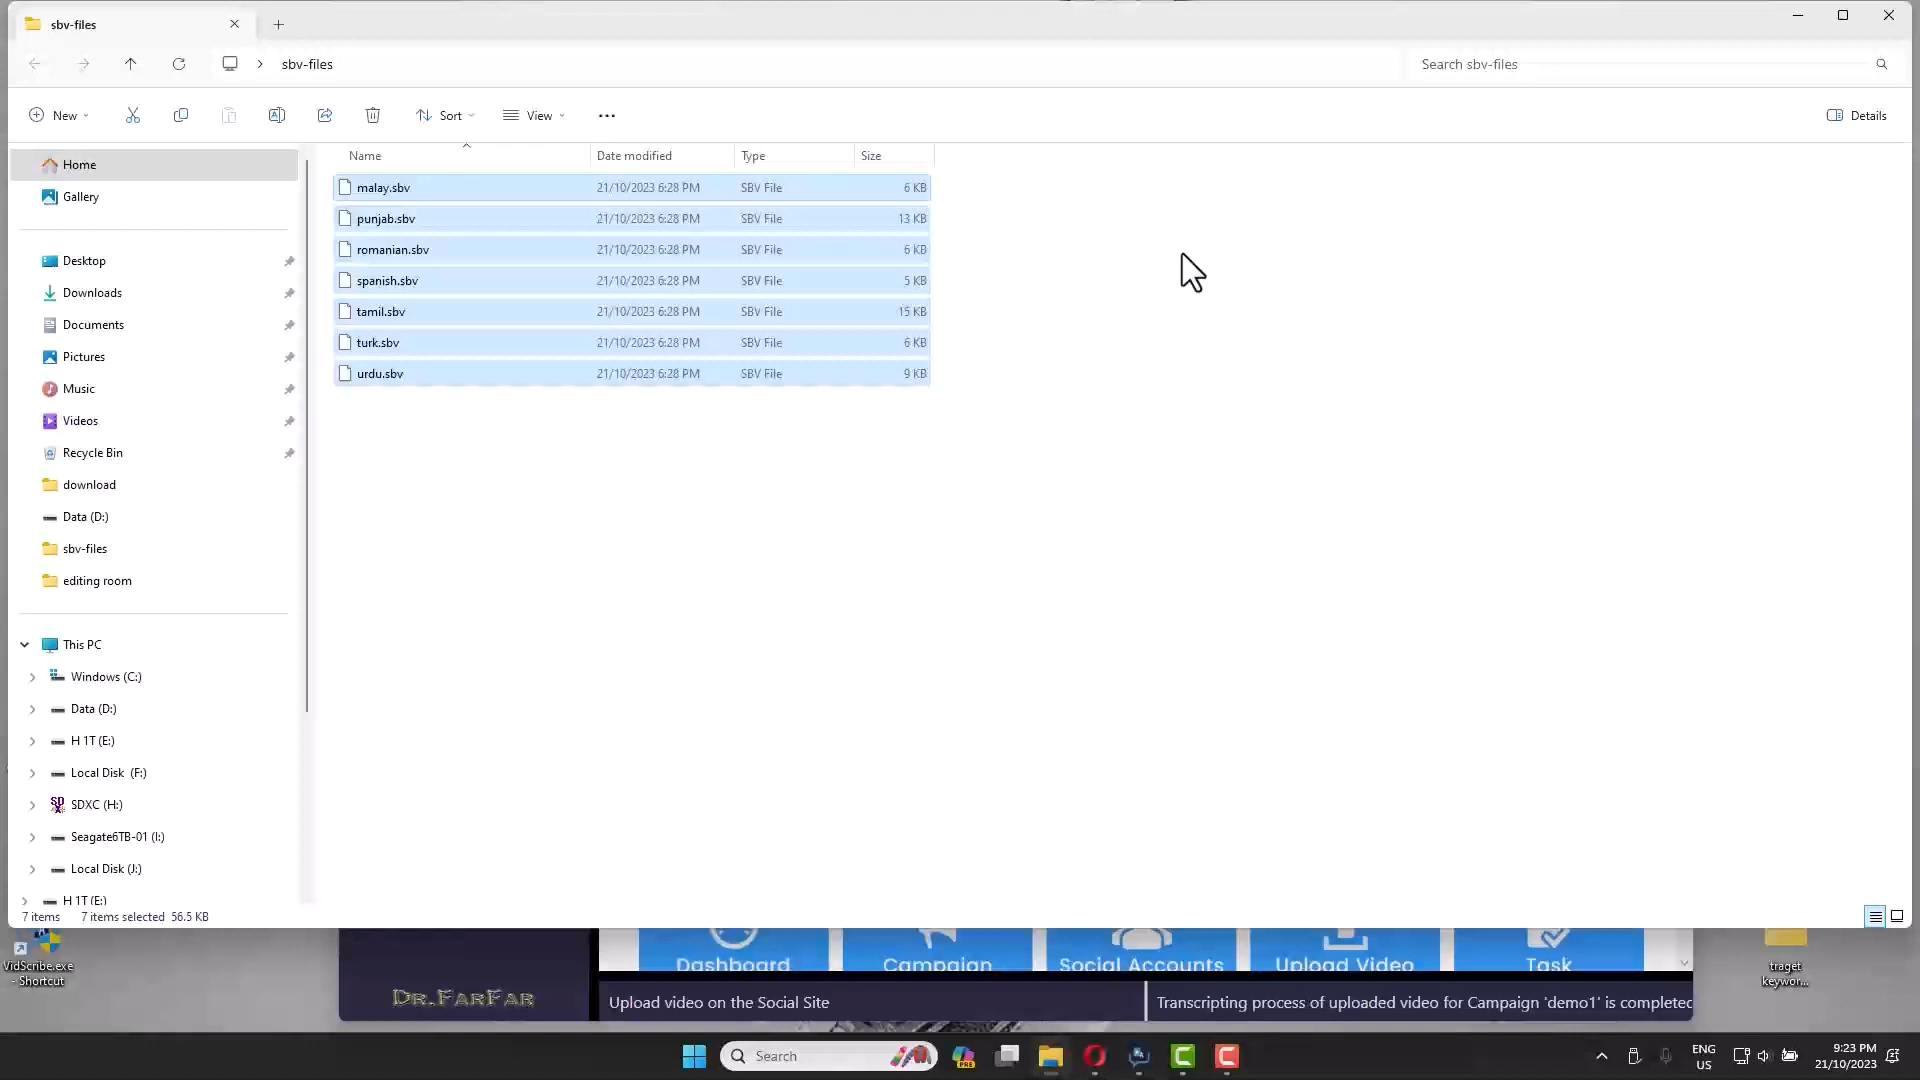 sbv-files
sbv-files
Search sbv-files
New
Sort
View
Details
Home
Gallery
Desktop
Downloads
Documents
Pictures
Music
Videos
Recycle Bin
download
Data (D:)
sbv-files
editing room
This PC
Windows (C:)
Data (D:)
H 1T (E:)
Local Disk (F:)
SDXC (H:)
Seagate6TB-01 (I:)
Local Disk (J:)
H 1T (E:)
Name Date modified Type Size
malay.sbv 21/10/2023 6:28 PM SBV File 6 KB
punjab.sbv 21/10/2023 6:28 PM SBV File 13 KB
romanian.sbv 21/10/2023 6:28 PM SBV File 6 KB
spanish.sbv 21/10/2023 6:28 PM SBV File 5 KB
tamil.sbv 21/10/2023 6:28 PM SBV File 15 KB
turk.sbv 21/10/2023 6:28 PM SBV File 6 KB
urdu.sbv 21/10/2023 6:28 PM SBV File 9 KB
7 items 7 items selected 56.5 KB
VidScribe.exe
- Shortcut
Dashboard Campaign Social Accounts Upload Video Task
traget
keywor...
Dr.FarFar
Upload video on the Social Site
Transcripting process of uploaded video for Campaign 'demo1' is completed
Search
PRE
ENG
US
9:23 PM
21/10/2023